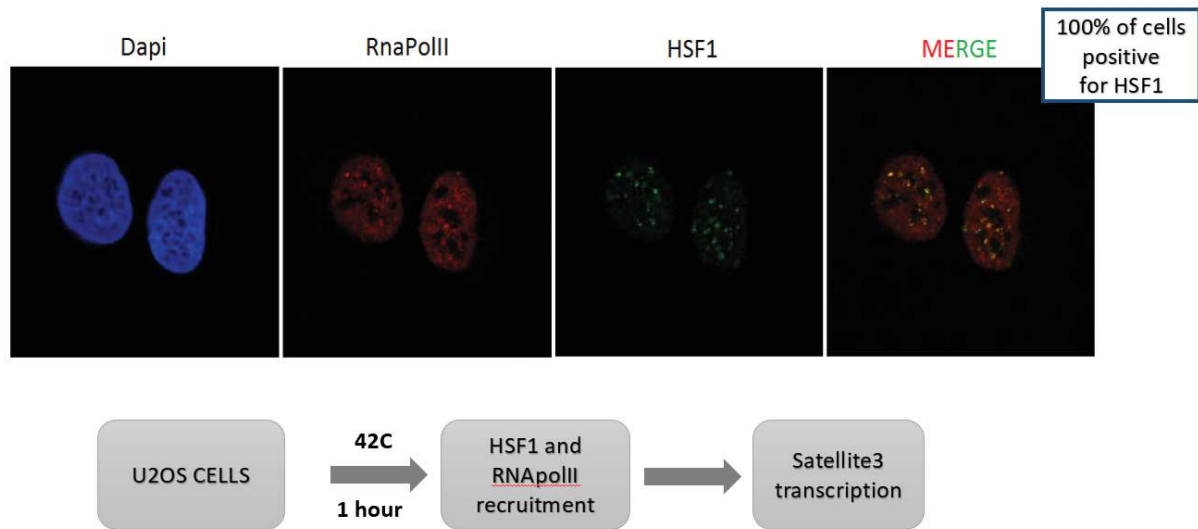 Dapi
RnaPolII
HSF1
MERGE
100% of cells
positive
for HSF1
U2OS CELLS
42C
1 hour
HSF1 and
RNApolII
recruitment
Satellite3
transcription